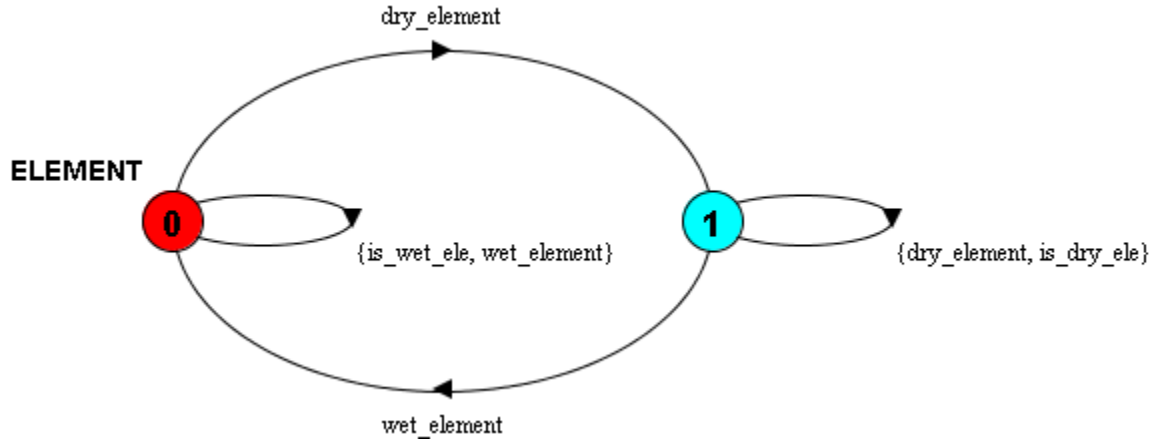 dry_element
ELEMENT
0
1
{is_wet_ele, wet_element}
{dry_element, is_dry_ele}
wet_element